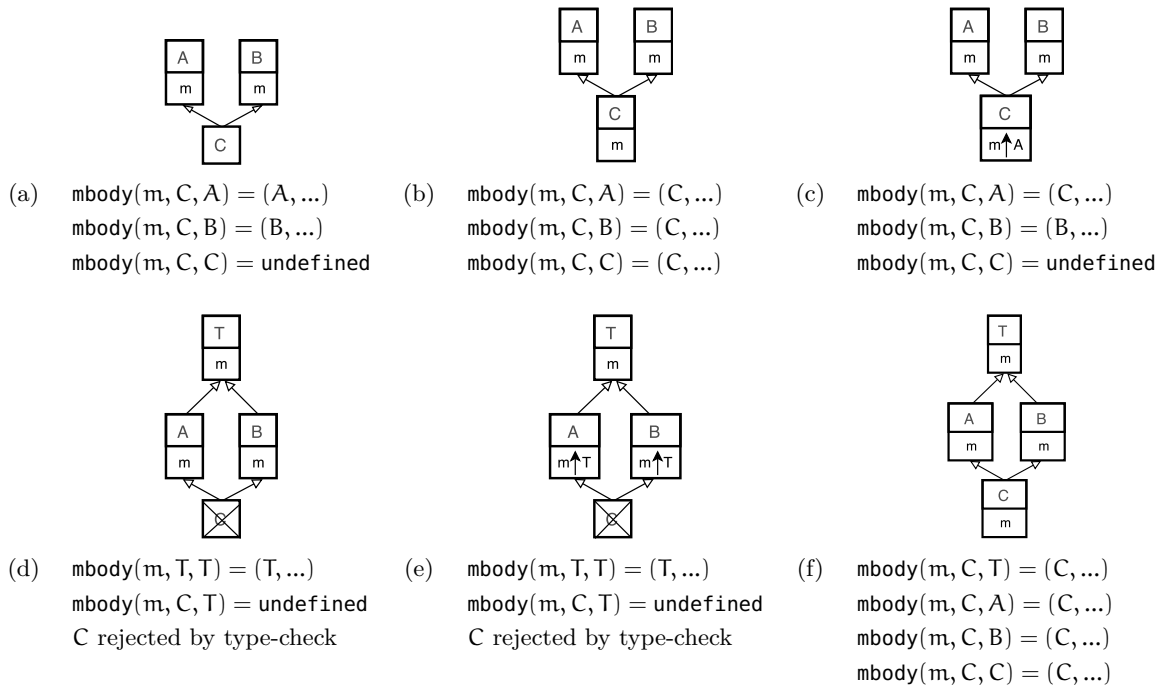 A B
m m
C
(a) mbody(m, C, A) = (A, ...)
mbody(m, C, B) = (B, ...)
mbody(m, C, C) = undefined
A B
m m
C
m
(b) mbody(m, C, A) = (C, ...)
mbody(m, C, B) = (C, ...)
mbody(m, C, C) = (C, ...)
A B
m m
C
m↑A
(c) mbody(m, C, A) = (C, ...)
mbody(m, C, B) = (B, ...)
mbody(m, C, C) = undefined
T
m
A B
m m
C
(d) mbody(m, T, T) = (T, ...)
mbody(m, C, T) = undefined
C rejected by type-check
T
m
A B
m↑T m↑T
C
(e) mbody(m, T, T) = (T, ...)
mbody(m, C, T) = undefined
C rejected by type-check
T
m
A B
m m
C
m
(f) mbody(m, C, T) = (C, ...)
mbody(m, C, A) = (C, ...)
mbody(m, C, B) = (C, ...)
mbody(m, C, C) = (C, ...)